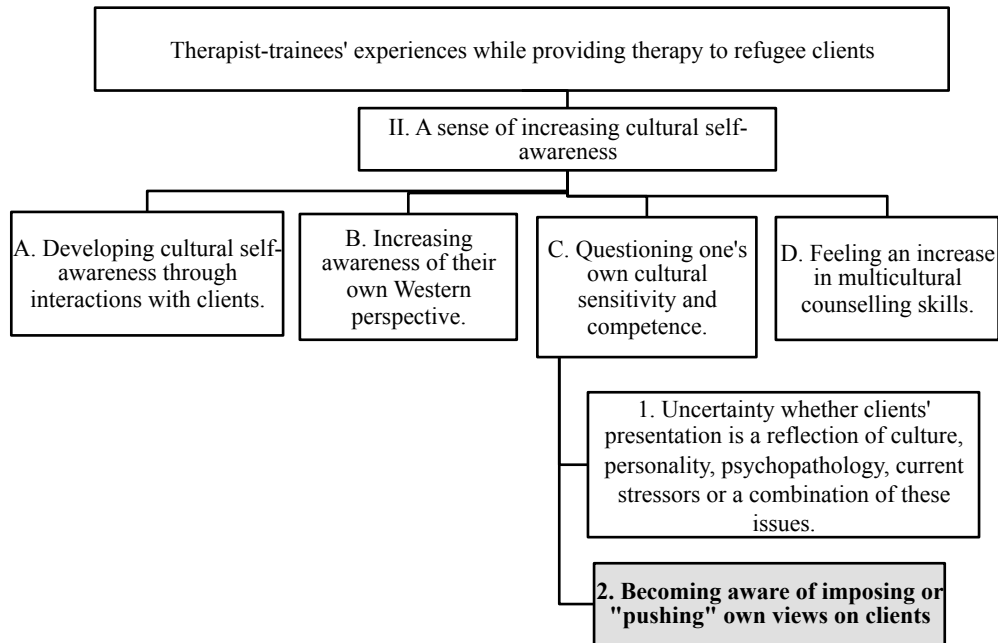 Therapist-trainees' experiences while providing therapy to refugee clients
II. A sense of increasing cultural self-
awareness
A. Developing cultural self-
awareness through
interactions with clients.
B. Increasing
awareness of their
own Western
perspective.
C. Questioning one's
own cultural
sensitivity and
competence.
D. Feeling an increase
in multicultural
counselling skills.
1. Uncertainty whether clients'
presentation is a reflection of culture,
personality, psychopathology, current
stressors or a combination of these
issues.
2. Becoming aware of imposing or
"pushing" own views on clients